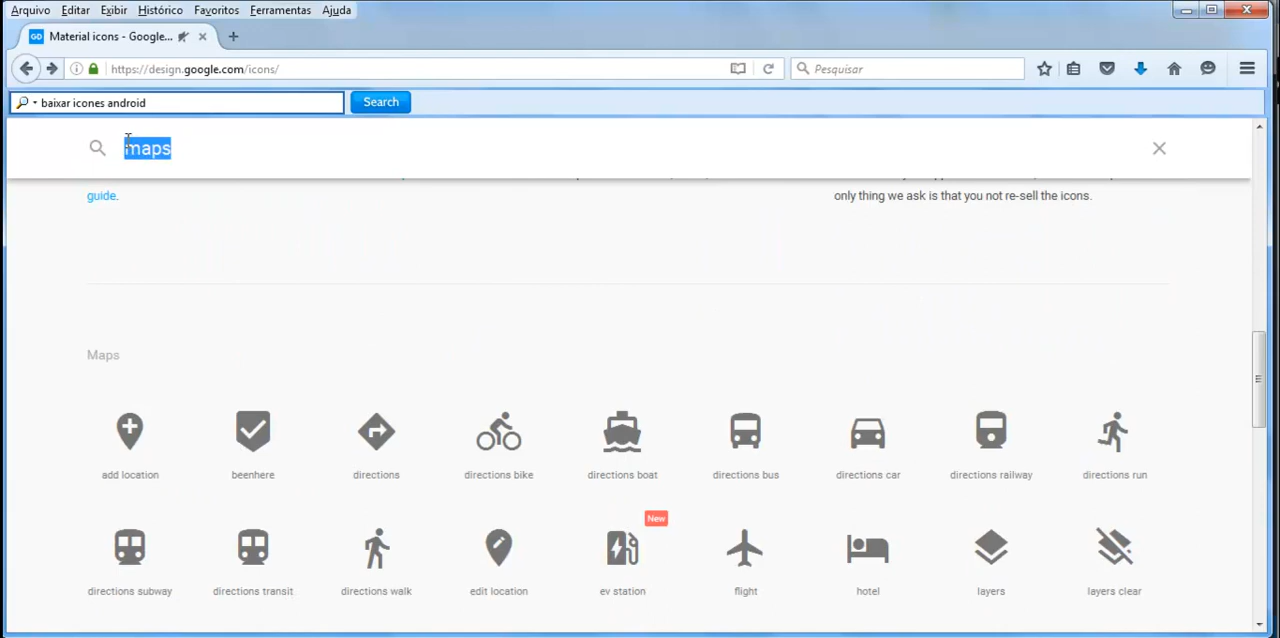 Arquivo Editar Exibir Histórico Favoritos Ferramentas Ajuda
GD Material icons - Google...
https://design.google.com/icons/
Pesquisar
baixar icones android
Search
maps
guide.
only thing we ask is that you not re-sell the icons.
Maps
add location beenhere directions directions bike directions boat directions bus directions car directions railway directions run
New
directions subway directions transit directions walk edit location ev station flight hotel layers layers clear